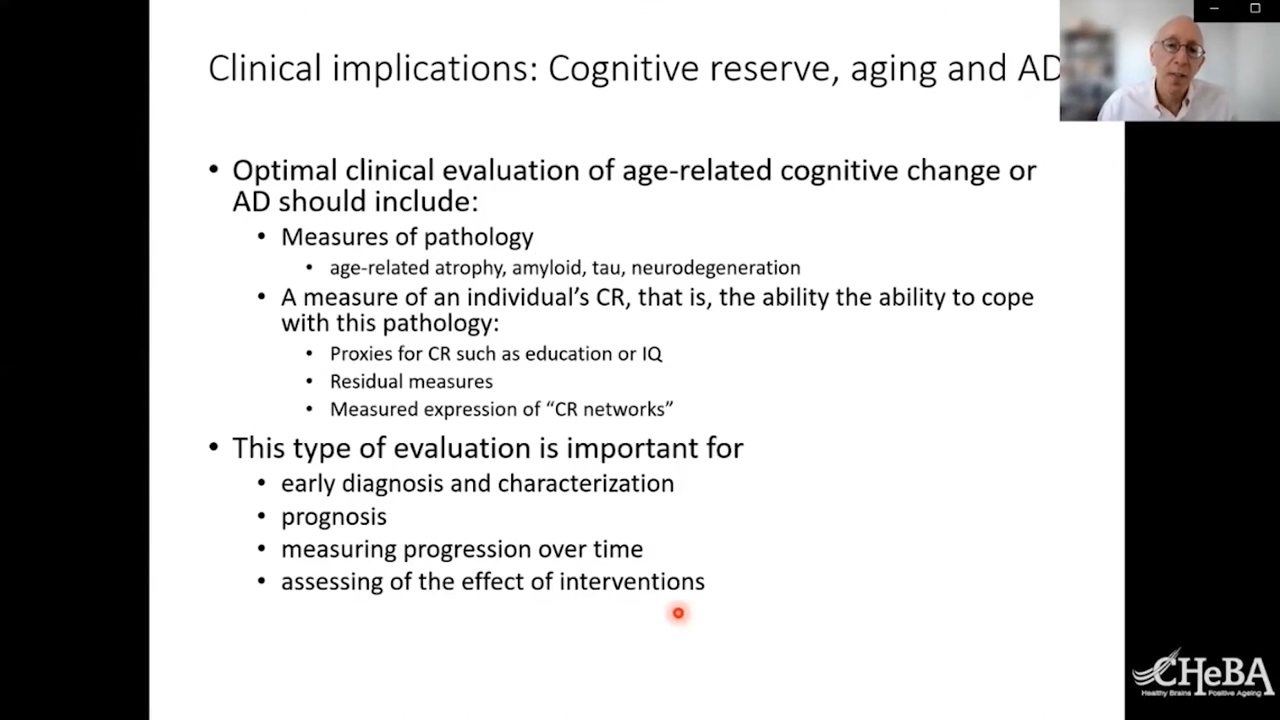 Clinical implications: Cognitive reserve, aging and AD
• Optimal clinical evaluation of age-related cognitive change or
AD should include:
• Measures of pathology
• age-related atrophy, amyloid, tau, neurodegeneration
• A measure of an individual’s CR, that is, the ability the ability to cope
with this pathology:
• Proxies for CR such as education or IQ
• Residual measures
• Measured expression of “CR networks”
• This type of evaluation is important for
• early diagnosis and characterization
• prognosis
• measuring progression over time
• assessing of the effect of interventions
CHeBA
Healthy Brains Positive Ageing